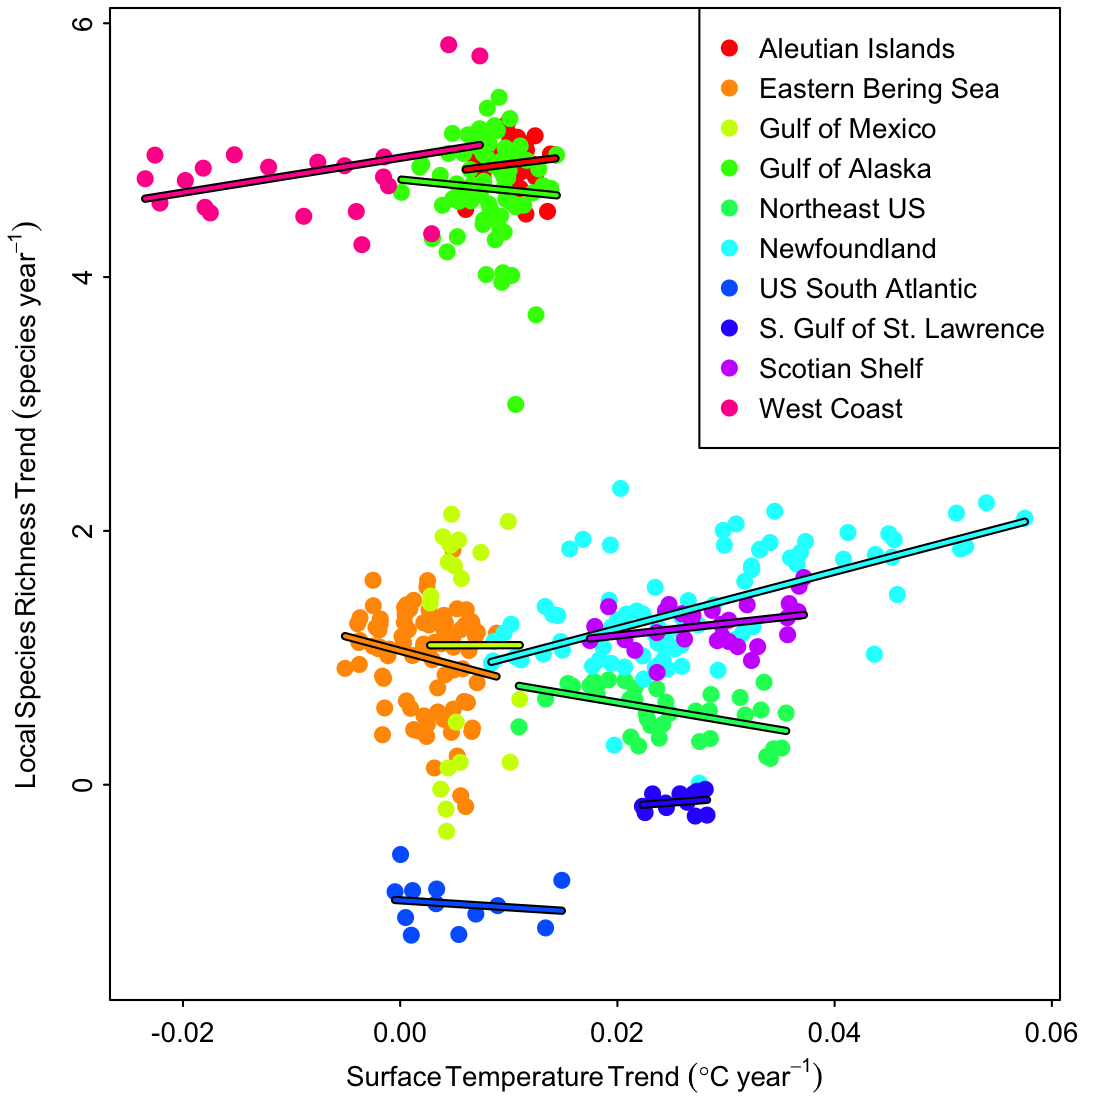 Local Species Richness Trend (species year⁻¹)
6
4
2
0
Aleutian Islands
Eastern Bering Sea
Gulf of Mexico
Gulf of Alaska
Northeast US
Newfoundland
US South Atlantic
S. Gulf of St. Lawrence
Scotian Shelf
West Coast
-0.02 0.00 0.02 0.04 0.06
Surface Temperature Trend (°C year⁻¹)